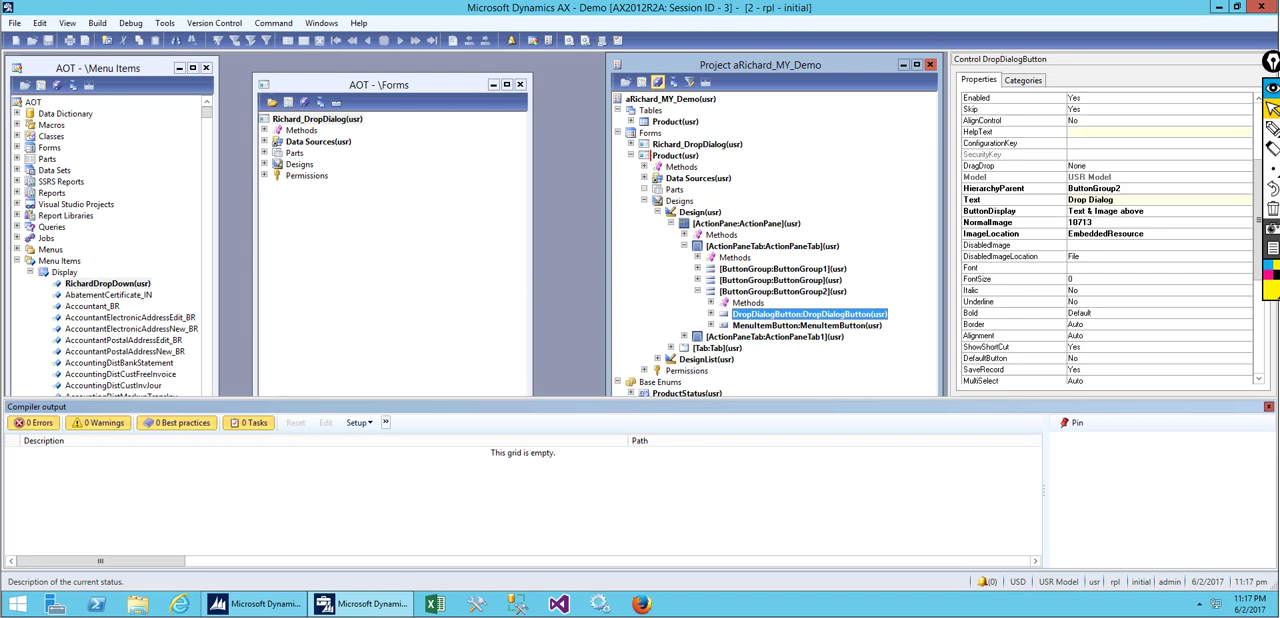 Microsoft Dynamics AX - Demo [AX2012R2A: Session ID - 3] - [2 - rpl - initial]
File Edit View Build Debug Tools Version Control Command Windows Help
AOT - \Menu Items
AOT
Data Dictionary
Macros
Classes
Forms
Parts
Data Sets
SSRS Reports
Reports
Visual Studio Projects
Report Libraries
Queries
Jobs
Menus
Menu Items
Display
RichardDropDown(usr)
AbatementCertificate_IN
Accountant_BR
AccountantElectronicAddressEdit_BR
AccountantElectronicAddressNew_BR
AccountantPostalAddressEdit_BR
AccountantPostalAddressNew_BR
AccountingDistBankStatement
AccountingDistCustFreeInvoice
AccountingDistCustInvJour
AOT - \Forms
Richard_DropDialog(usr)
Methods
Data Sources(usr)
Parts
Designs
Permissions
Project aRichard_MY_Demo
aRichard_MY_Demo(usr)
Tables
Product(usr)
Forms
Richard_DropDialog(usr)
Product(usr)
Methods
Data Sources(usr)
Parts
Designs
Design(usr)
[ActionPane:ActionPane](usr)
Methods
[ActionPaneTab:ActionPaneTab](usr)
Methods
[ButtonGroup:ButtonGroup1](usr)
[ButtonGroup:ButtonGroup](usr)
[ButtonGroup:ButtonGroup2](usr)
Methods
DropDialogButton:DropDialogButton(usr)
MenuItemButton:MenuItemButton(usr)
[ActionPaneTab:ActionPaneTab1](usr)
[Tab:Tab](usr)
DesignList(usr)
Permissions
Base Enums
ProductStatus(usr)
Control DropDialogButton
Properties Categories
Enabled Yes
Skip Yes
AlignControl No
HelpText
ConfigurationKey
SecurityKey
DragDrop None
Model USR Model
HierarchyParent ButtonGroup2
Text Drop Dialog
ButtonDisplay Text & Image above
NormalImage 10713
ImageLocation EmbeddedResource
DisabledImage
DisabledImageLocation File
Font
FontSize 0
Italic No
Underline No
Bold Default
Border Auto
Alignment Auto
ShowShortCut Yes
DefaultButton No
SaveRecord Yes
MultiSelect Auto
Compiler output
0 Errors 0 Warnings 0 Best practices 0 Tasks Reset Edit Setup Pin
Description Path
This grid is empty.
Description of the current status. (0) USD USR Model usr rpl initial admin 6/2/2017 11:17 pm
Microsoft Dynami... Microsoft Dynami... 11:17 PM
6/2/2017